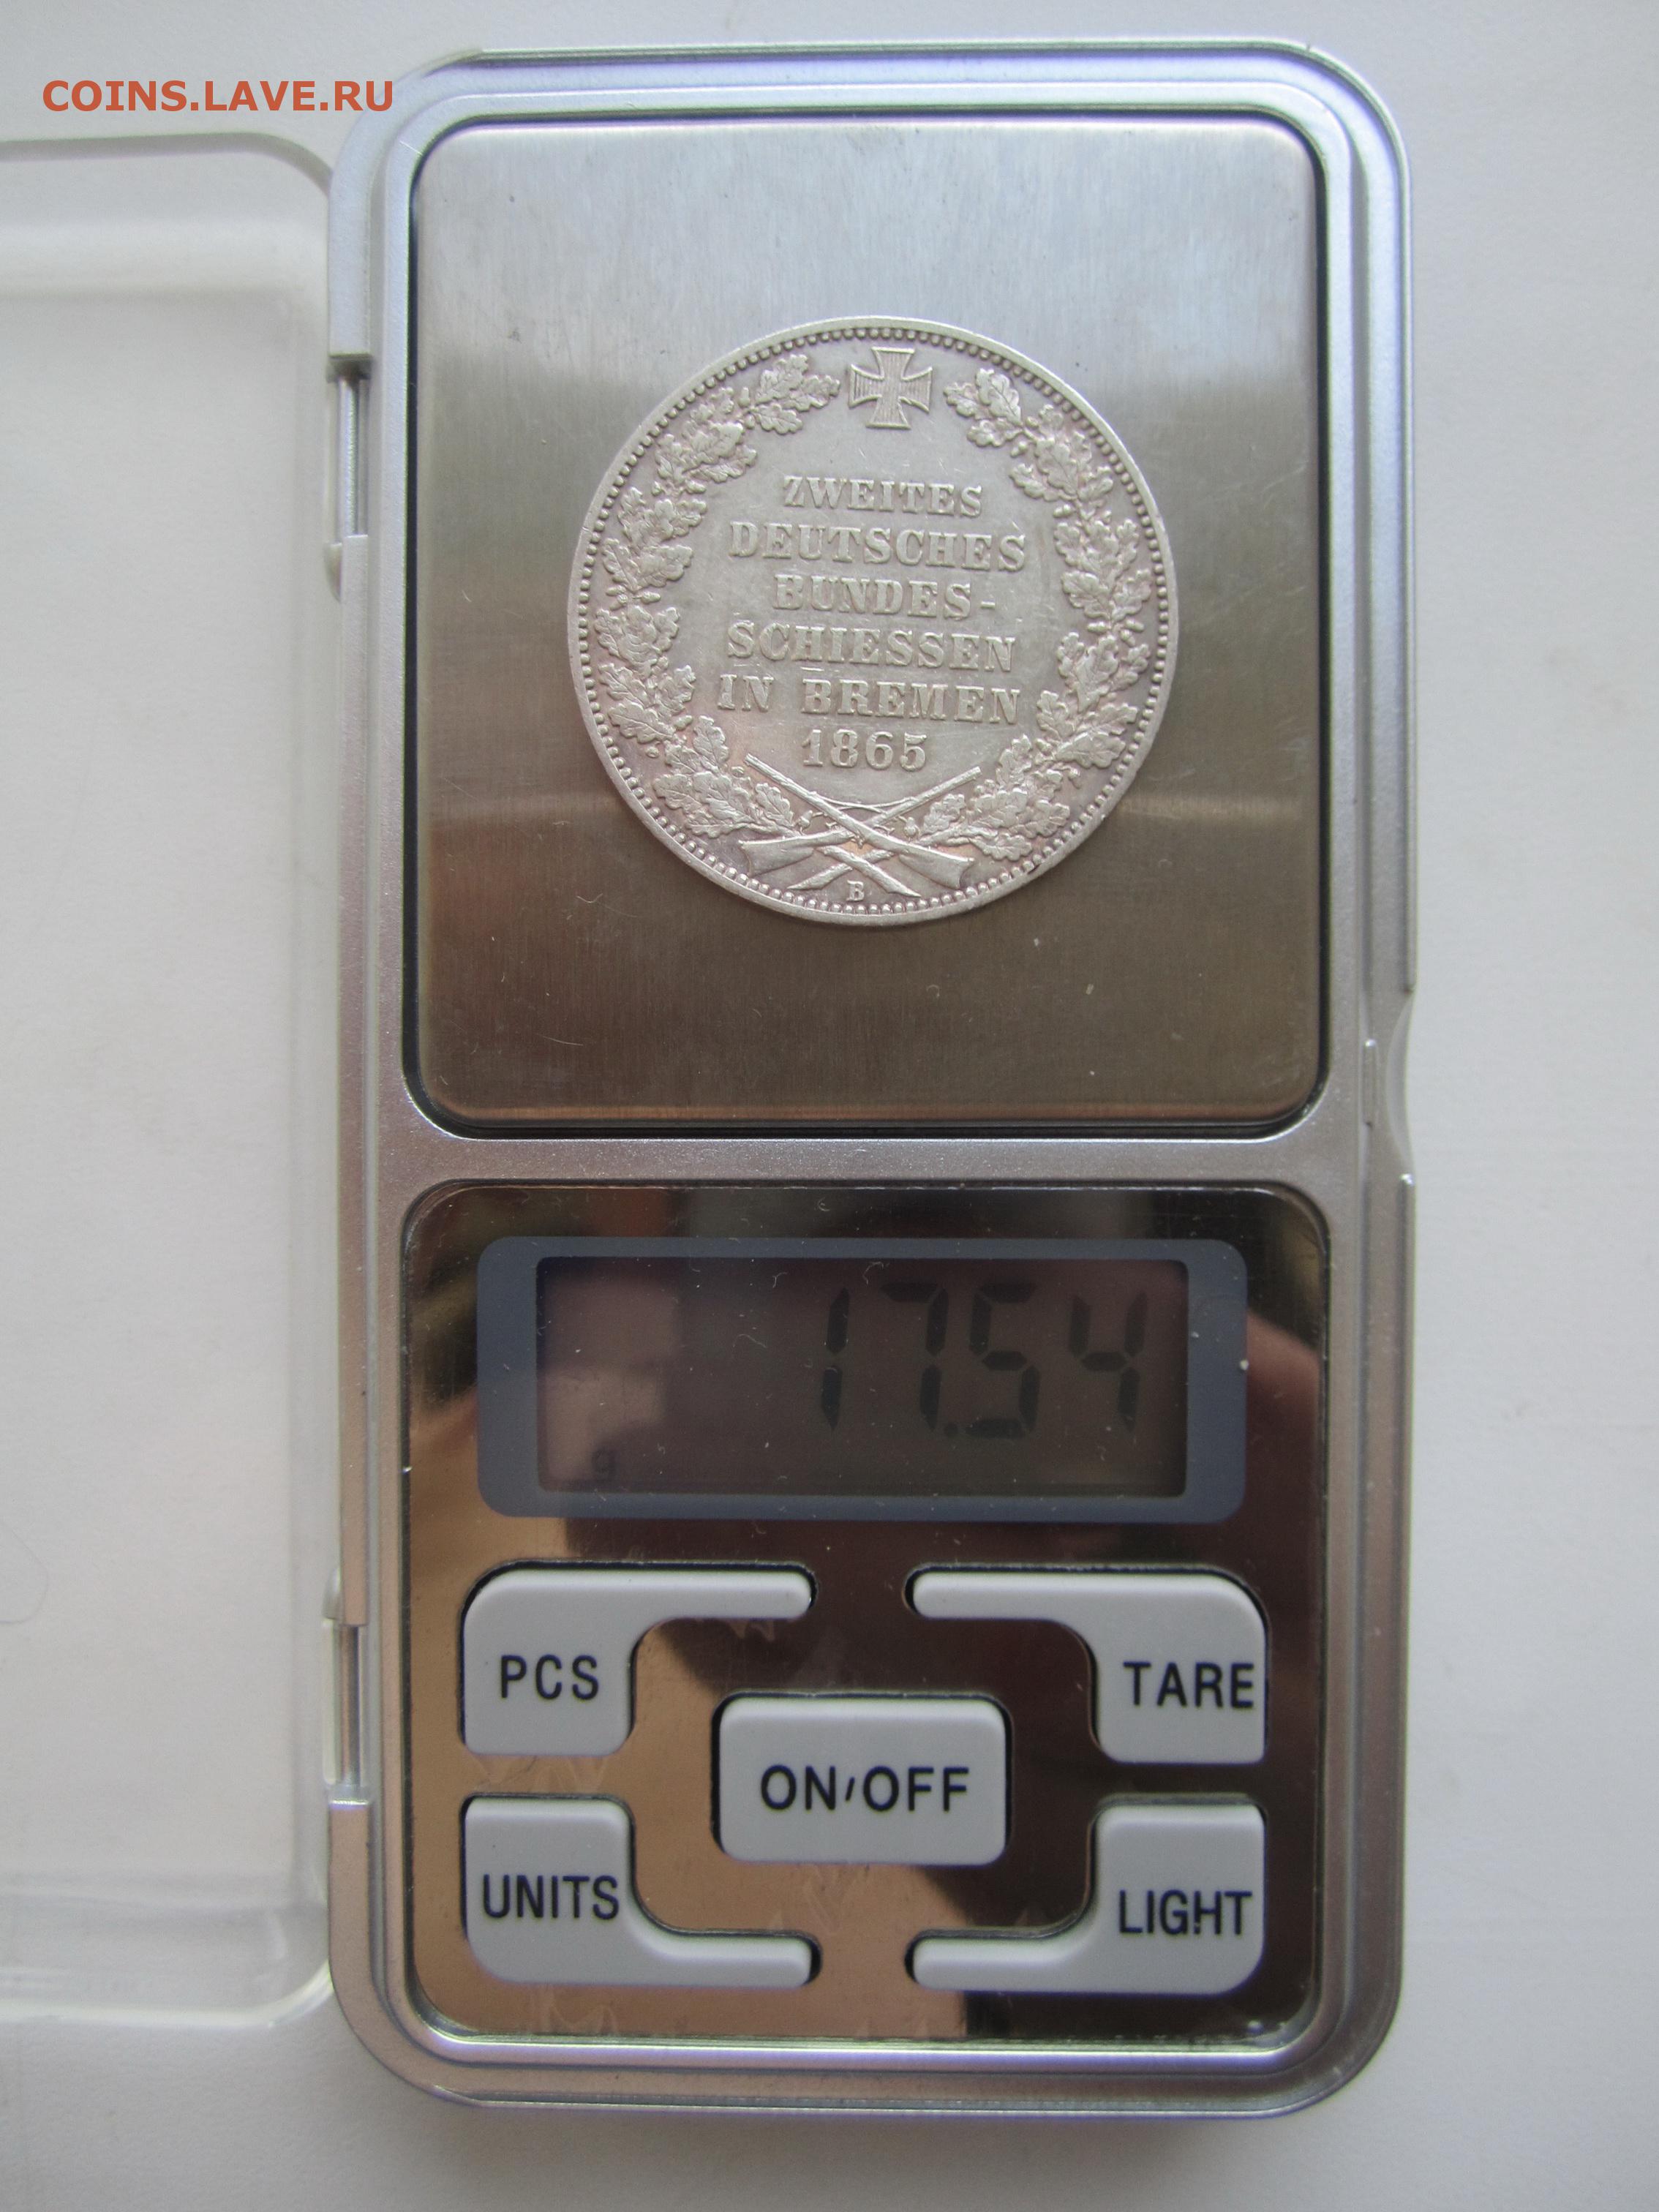 COINS.LAVE.RU
ZWEITES
DEUTSCHES
BUNDES-
SCHIESSEN
IN BREMEN
1865
B
17.54
g
PCS
TARE
ON/OFF
UNITS
LIGHT